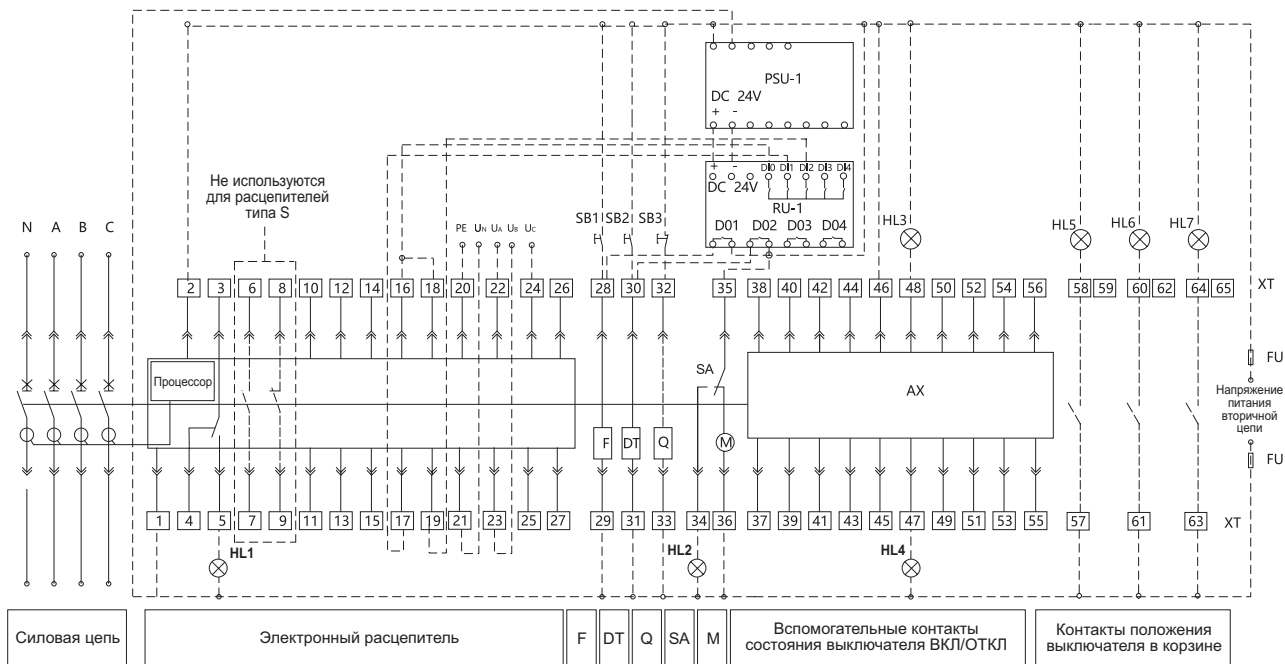 PSU-1
DC 24V
+ -
+ - DI0 DI1 DI2 DI3 DI4
DC 24V
RU-1
D01 D02 D03 D04
Не используются
для расцепителей
типа S
N A B C
PE UN UA UB UC
SB1 SB2 SB3
HL3
HL5 HL6 HL7
2 3 6 8 10 12 14 16 18 20 22 24 26 28 30 32 35 38 40 42 44 46 48 50 52 54 56 58 59 60 62 64 65 XT
Процессор
SA
AX
FU
Напряжение
питания
вторичной
цепи
FU
F DT Q M
1 4 5 7 9 11 13 15 17 19 21 23 25 27 29 31 33 34 36 37 39 41 43 45 47 49 51 53 55 57 61 63 XT
HL1 HL2 HL4
Силовая цепь
Электронный расцепитель
F DT Q SA M
Вспомогательные контакты
состояния выключателя ВКЛ/ОТКЛ
Контакты положения
выключателя в корзине